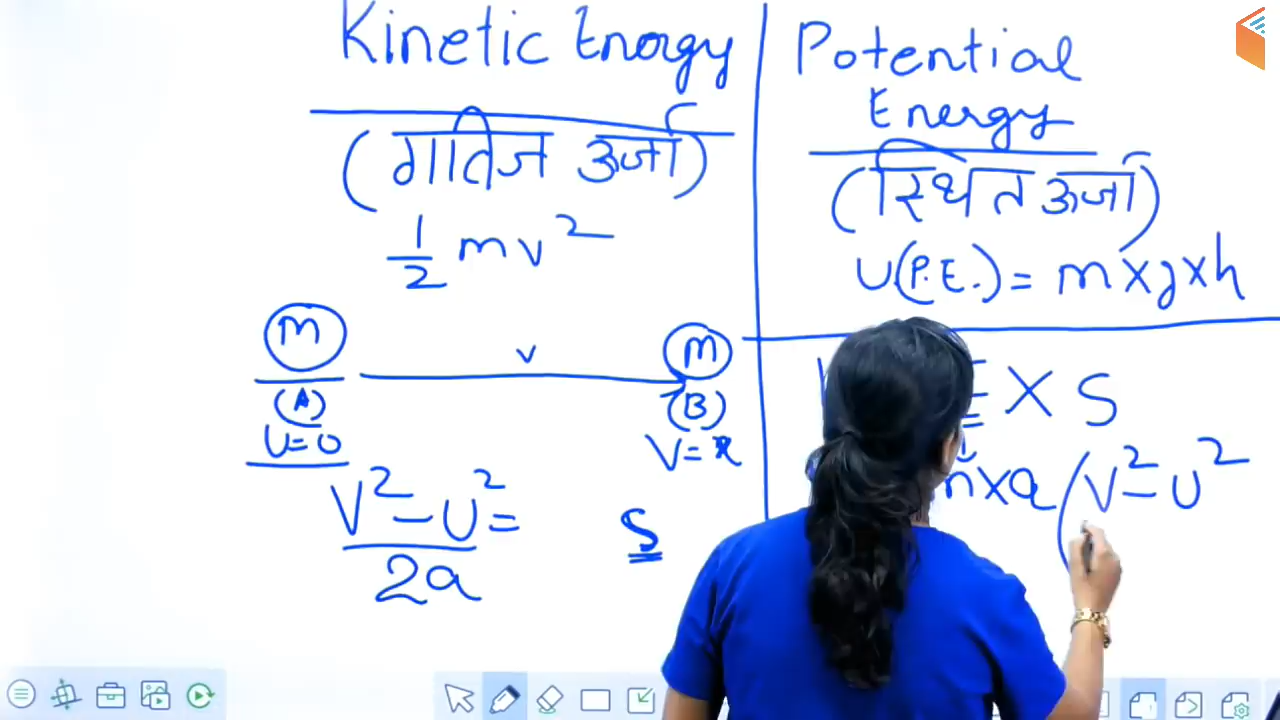 Kinetic Energy
(गतिज ऊर्जा)
1/2 mv²
m v m
(A) (B)
U=0 V=
V²-U²=
2a
S
Potential
Energy
(स्थित ऊर्जा)
U(P.E.)= m×g×h
× S
m×a (V²-U²